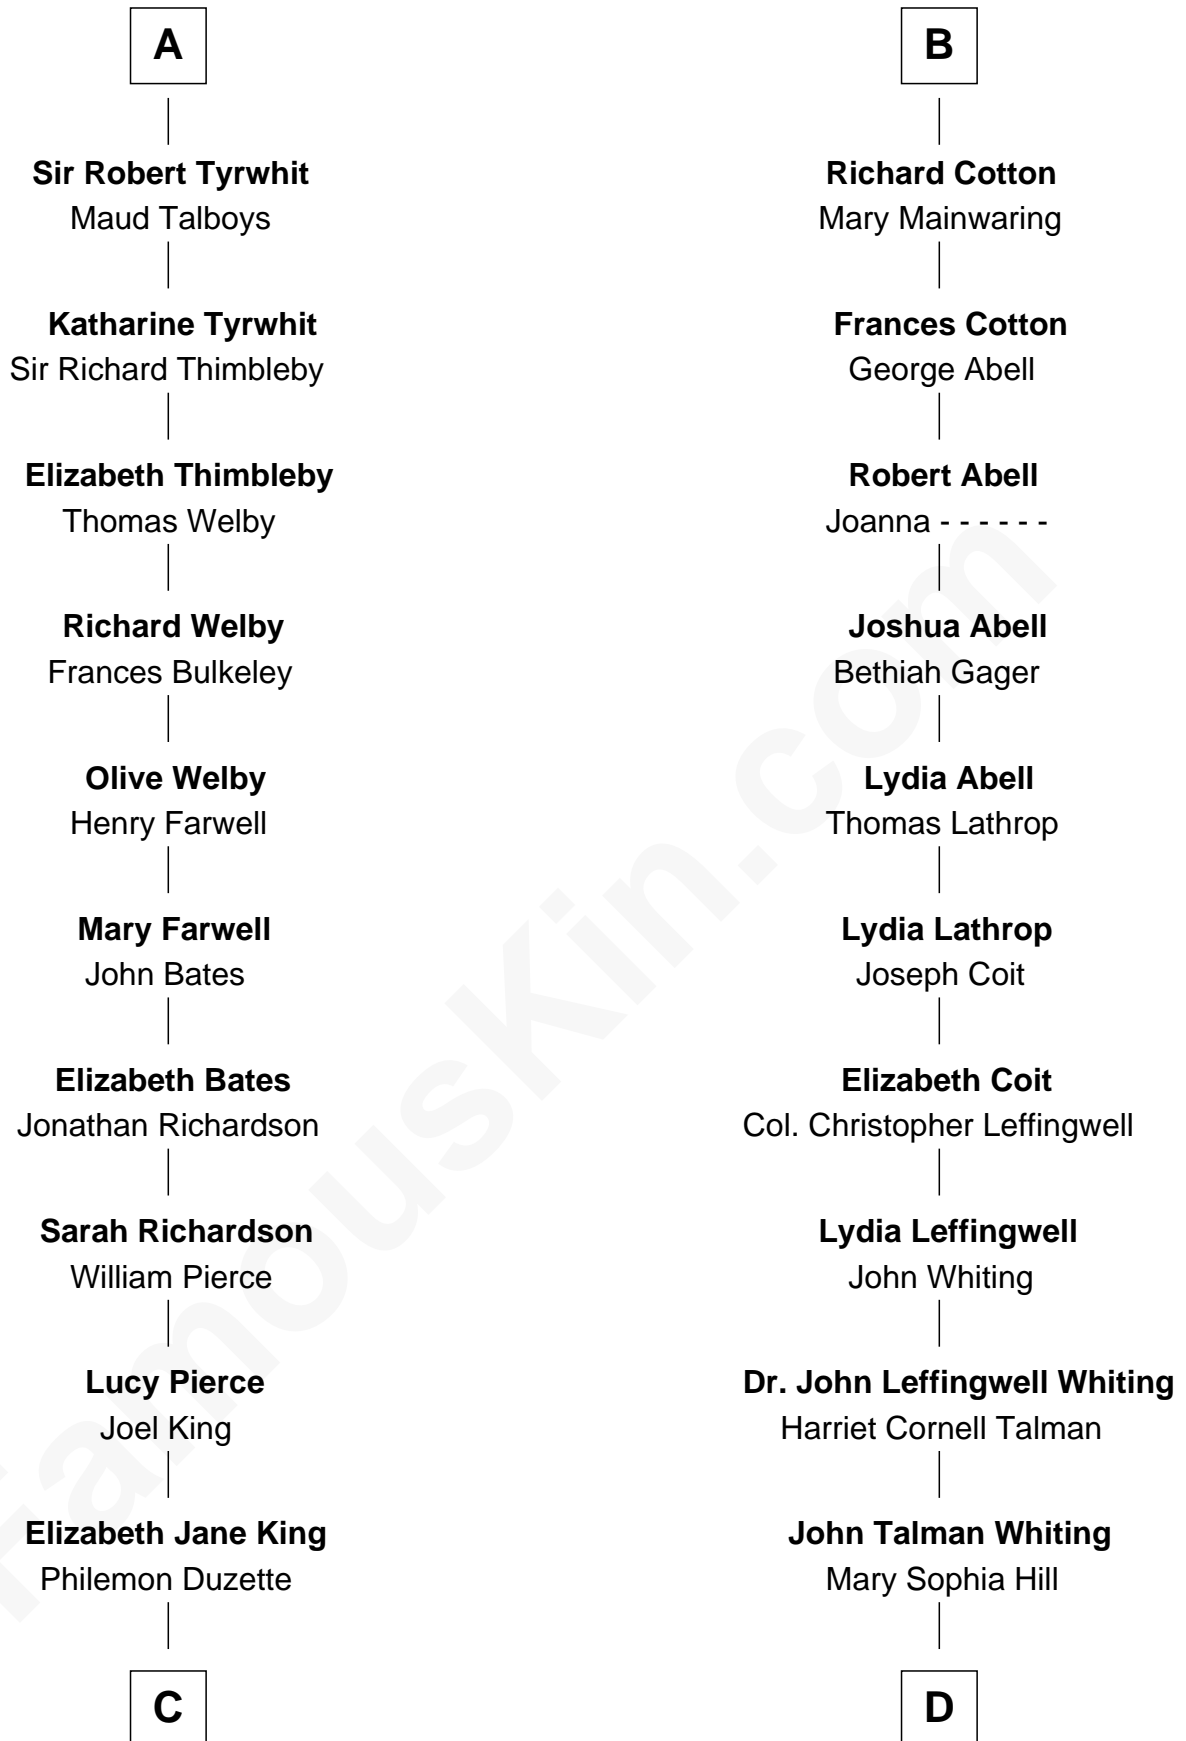 A
Sir Robert Tyrwhit
Maud Talboys
Katharine Tyrwhit
Sir Richard Thimbleby
Elizabeth Thimbleby
Thomas Welby
Richard Welby
Frances Bulkeley
Olive Welby
Henry Farwell
Mary Farwell
John Bates
Elizabeth Bates
Jonathan Richardson
Sarah Richardson
William Pierce
Lucy Pierce
Joel King
Elizabeth Jane King
Philemon Duzette
C
B
Richard Cotton
Mary Mainwaring
Frances Cotton
George Abell
Robert Abell
Joanna - - - - - -
Joshua Abell
Bethiah Gager
Lydia Abell
Thomas Lathrop
Lydia Lathrop
Joseph Coit
Elizabeth Coit
Col. Christopher Leffingwell
Lydia Leffingwell
John Whiting
Dr. John Leffingwell Whiting
Harriet Cornell Talman
John Talman Whiting
Mary Sophia Hill
D
FamousKin.com